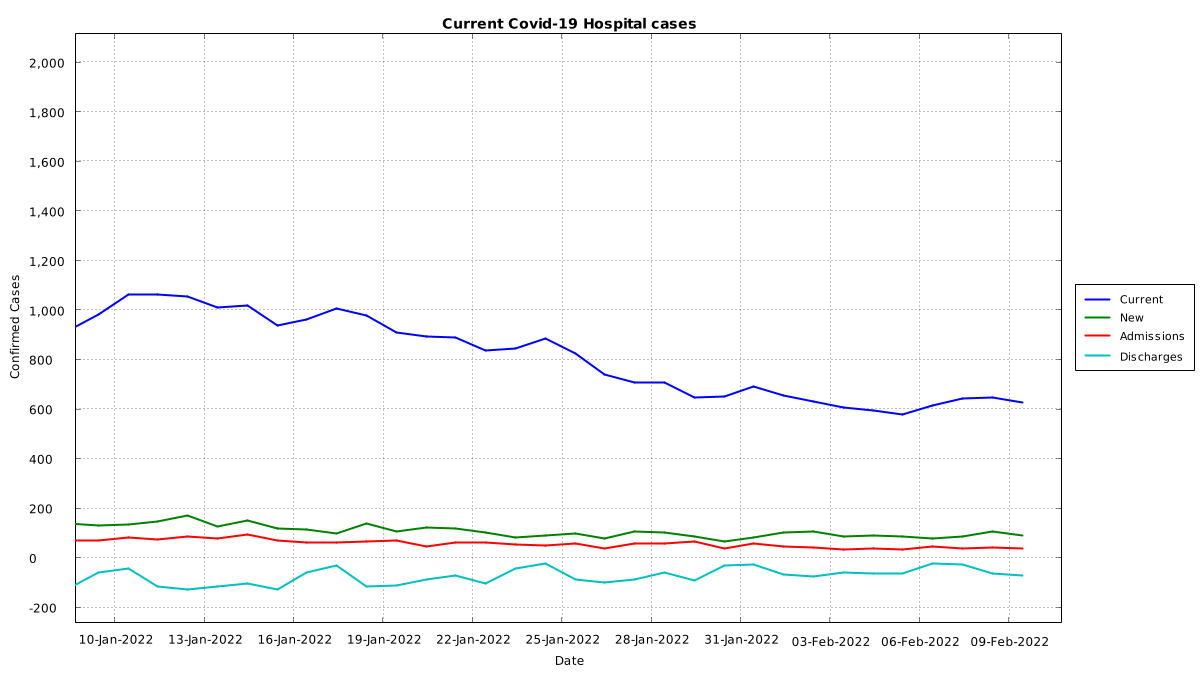 Current Covid-19 Hospital cases
2,000
1,800
1,600
1,400
1,200
1,000
800
600
400
200
0
-200
Confirmed Cases
10-Jan-2022 13-Jan-2022 16-Jan-2022 19-Jan-2022 22-Jan-2022 25-Jan-2022 28-Jan-2022 31-Jan-2022 03-Feb-2022 06-Feb-2022 09-Feb-2022
Date
Current
New
Admissions
Discharges